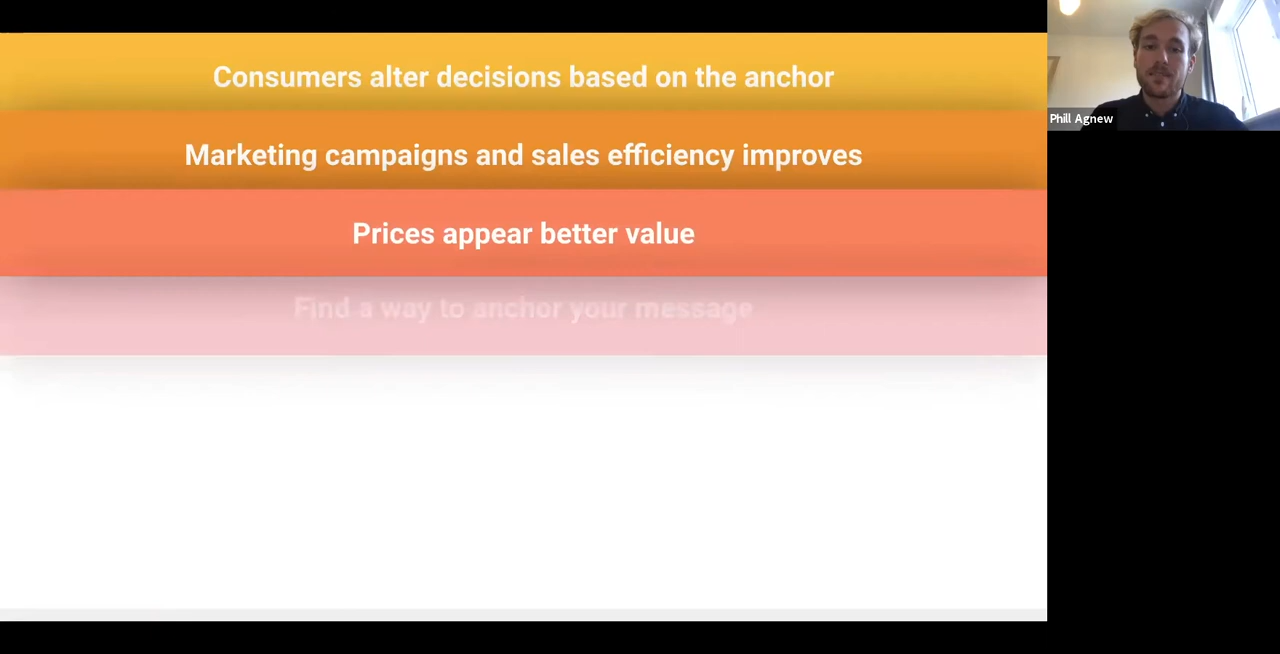 Consumers alter decisions based on the anchor
Marketing campaigns and sales efficiency improves
Prices appear better value
Find a way to anchor your message
Phill Agnew